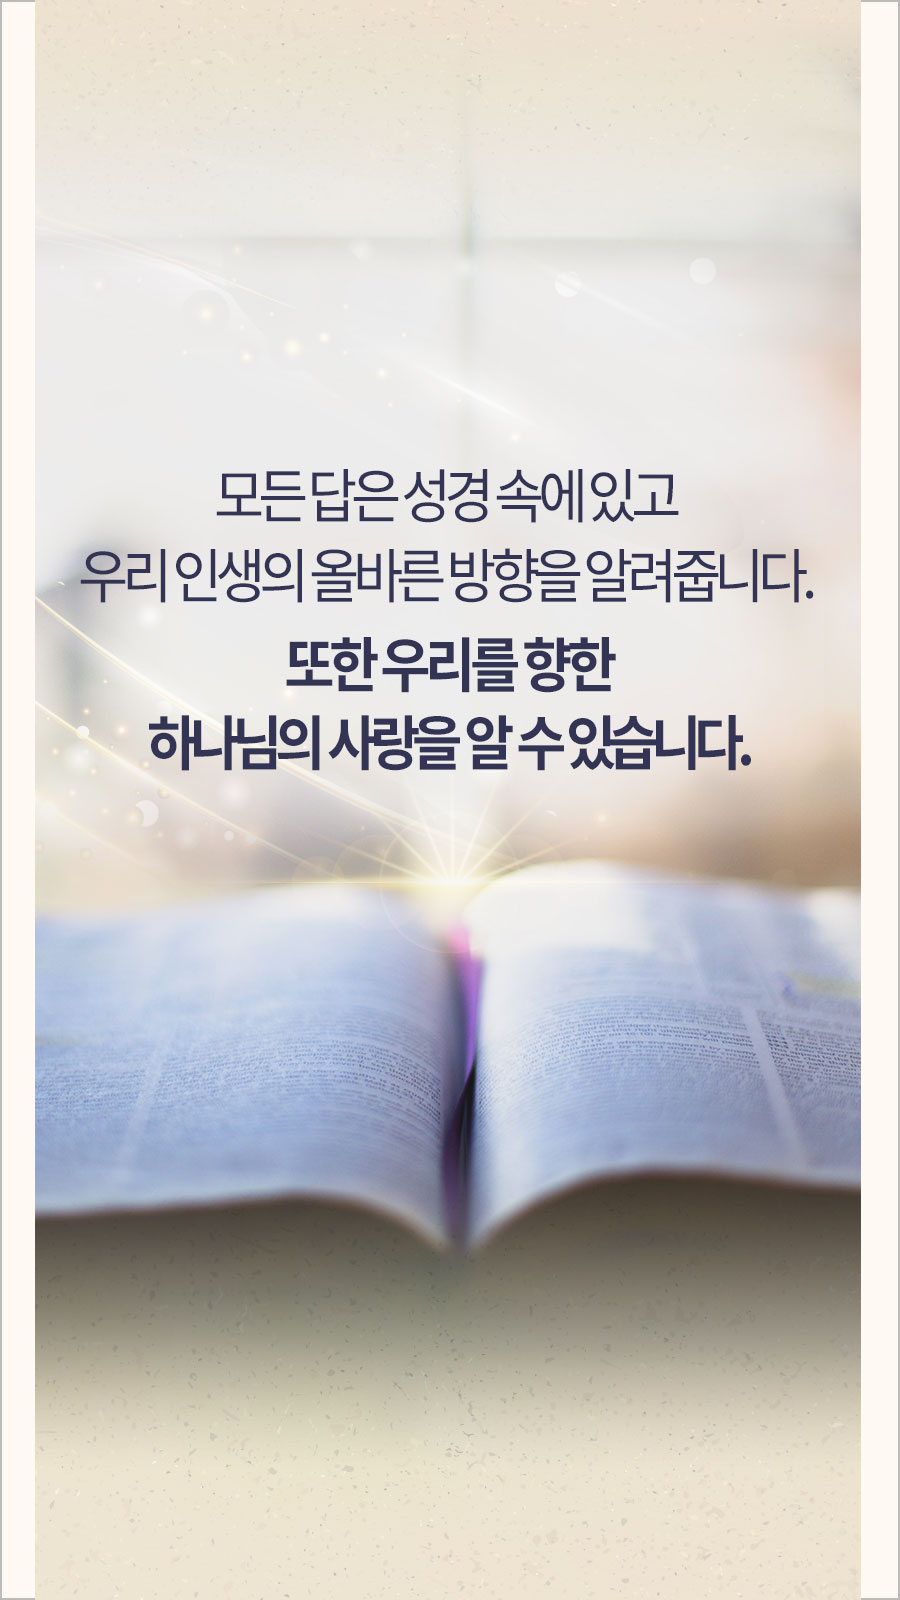 모든 답은 성경 속에 있고
우리 인생의 올바른 방향을 알려줍니다.
또한 우리를 향한
하나님의 사랑을 알 수 있습니다.